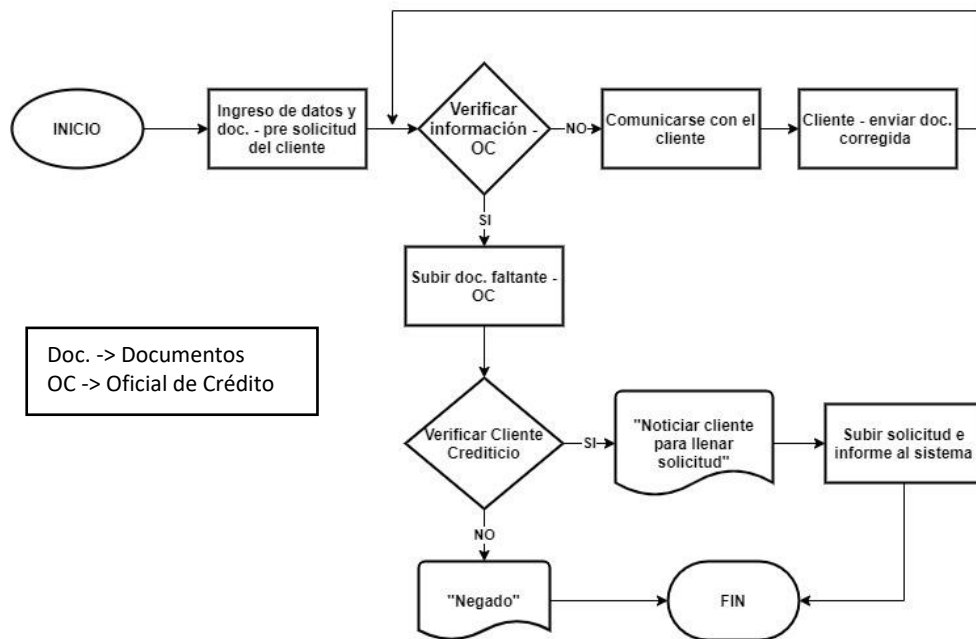 INICIO
Ingreso de datos y
doc. - pre solicitud
del cliente
Verificar
información -
OC
NO
Comunicarse con el
cliente
Cliente - enviar doc.
corregida
SI
Subir doc. faltante -
OC
Doc. -> Documentos
OC -> Oficial de Crédito
Verificar Cliente
Crediticio
SI
"Noticiar cliente
para llenar
solicitud"
Subir solicitud e
informe al sistema
NO
"Negado"
FIN